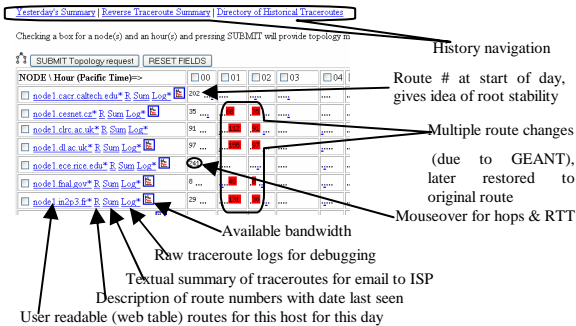 Yesterday's Summary | Reverse Traceroute Summary | Directory of Historical Traceroutes
Checking a box for a node(s) and an hour(s) and pressing SUBMIT will provide topology m
History navigation
SUBMIT Topology request RESET FIELDS
NODE \ Hour (Pacific Time)=> 00 01 02 03 04
Route # at start of day,
gives idea of root stability
node1.cacr.caltech.edu* R Sum Log* 202 ...
node1.cesnet.cz* R Sum Log* 35 ...
node1.clrc.ac.uk* R Sum Log* 91 ...
Multiple route changes
node1.dl.ac.uk* R Sum Log* 97 ...
(due to GEANT),
later restored to
original route
node1.ece.rice.edu* R Sum Log*
node1.fnal.gov* R Sum Log* 8 ...
node1.in2p3.fr* R Sum Log* 29 ...
Mouseover for hops & RTT
Available bandwidth
Raw traceroute logs for debugging
Textual summary of traceroutes for email to ISP
Description of route numbers with date last seen
User readable (web table) routes for this host for this day